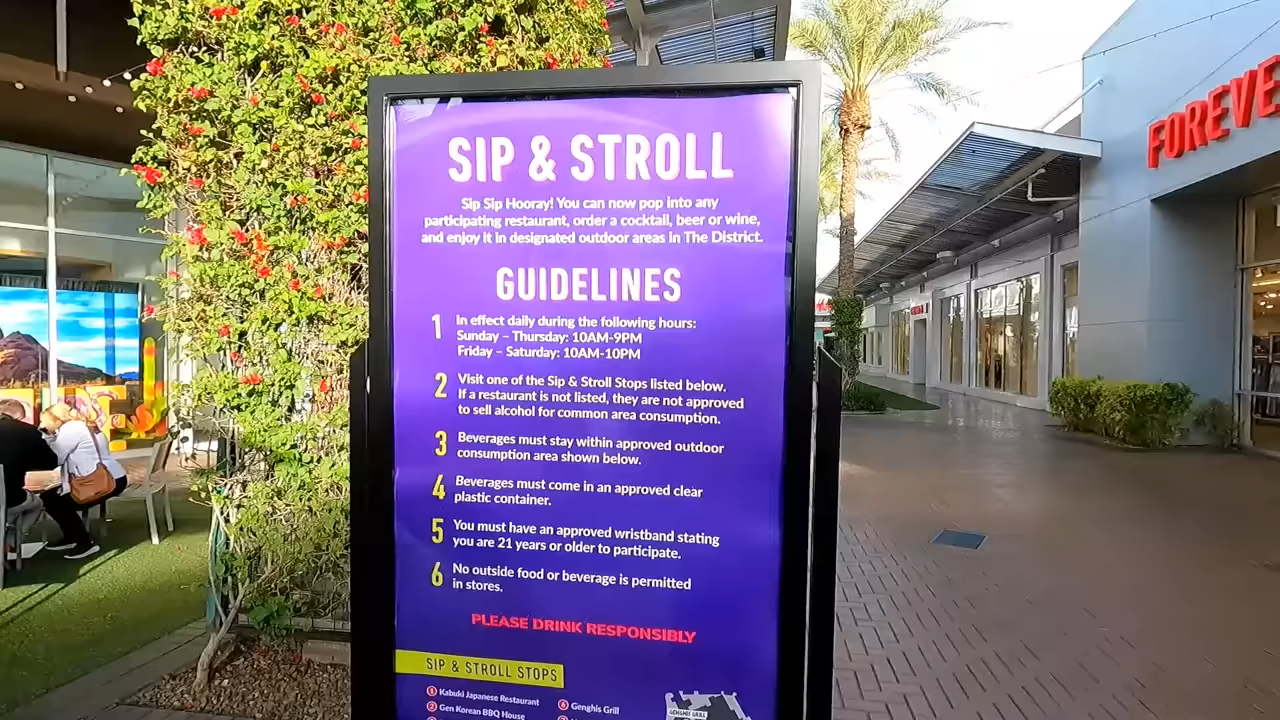 SIP & STROLL
Sip Sip Hooray! You can now pop into any
participating restaurant, order a cocktail, beer or wine,
and enjoy it in designated outdoor areas in The District.
GUIDELINES
1 In effect daily during the following hours:
Sunday – Thursday: 10AM-9PM
Friday – Saturday: 10AM-10PM
2 Visit one of the Sip & Stroll Stops listed below.
If a restaurant is not listed, they are not approved
to sell alcohol for common area consumption.
3 Beverages must stay within approved outdoor
consumption area shown below.
4 Beverages must come in an approved clear
plastic container.
5 You must have an approved wristband stating
you are 21 years or older to participate.
6 No outside food or beverage is permitted
in stores.
PLEASE DRINK RESPONSIBLY
SIP & STROLL STOPS
1 Kabuki Japanese Restaurant
2 Gen Korean BBQ House
6 Genghis Grill
GENGHIS GRILL
FOREVE